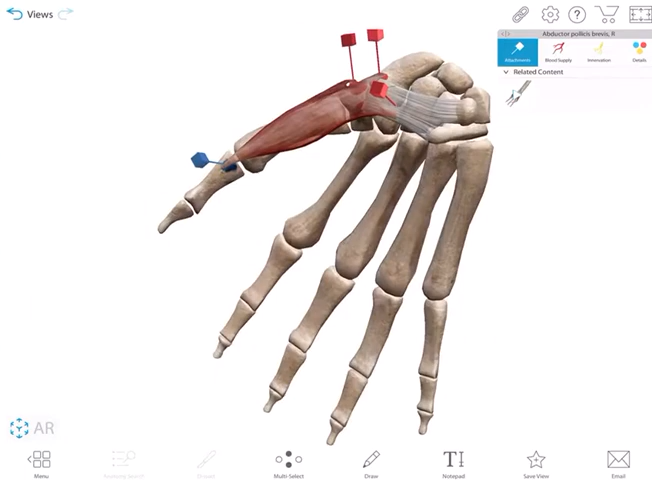 Views
Abductor pollicis brevis, R
Attachments
Blood Supply
Innervation
Details
Related Content
AR
Menu
Multi-Select
Draw
Notepad
Save View
Email